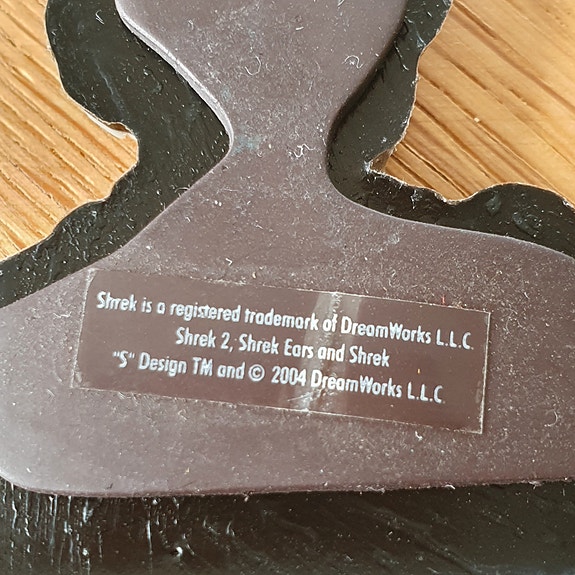 Shrek is a registered trademark of DreamWorks L.L.C.
Shrek 2, Shrek Ears and Shrek
"S" Design TM and © 2004 DreamWorks L.L.C